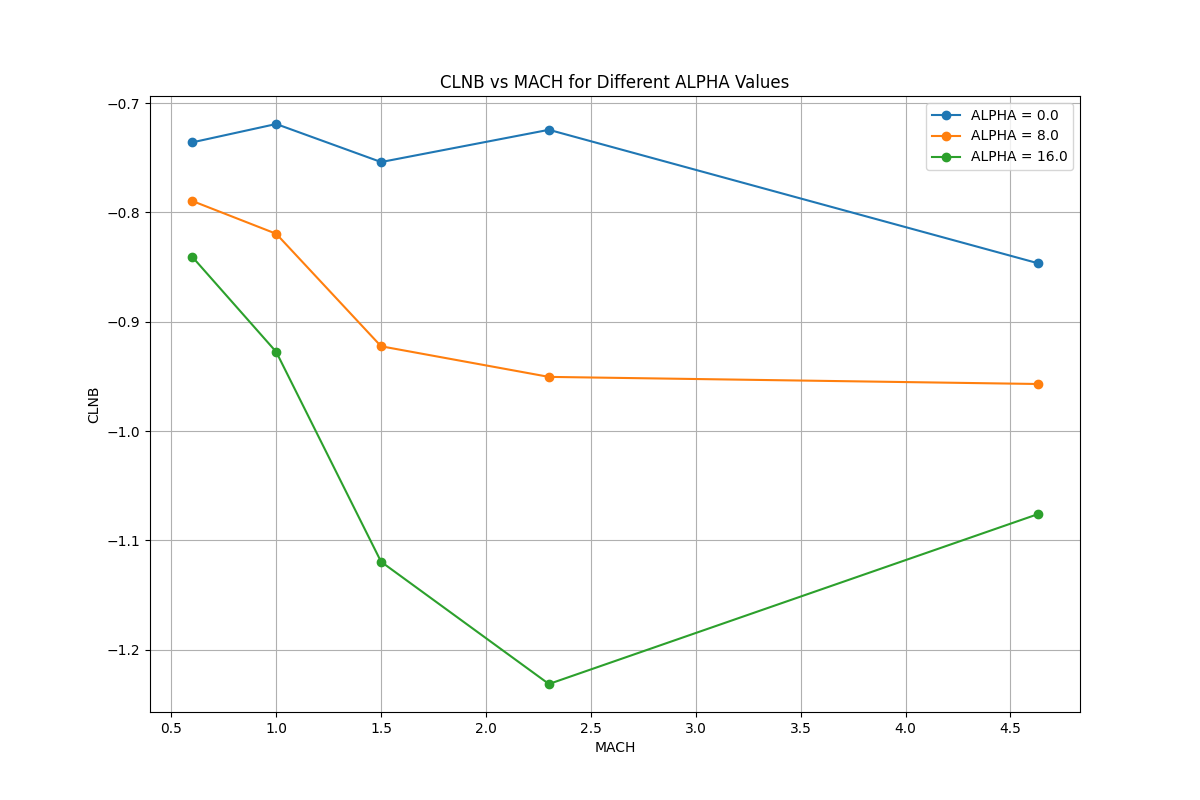 CLNB vs MACH for Different ALPHA Values
ALPHA = 0.0
ALPHA = 8.0
ALPHA = 16.0
−0.7
−0.8
−0.9
−1.0
−1.1
−1.2
CLNB
0.5 1.0 1.5 2.0 2.5 3.0 3.5 4.0 4.5
MACH